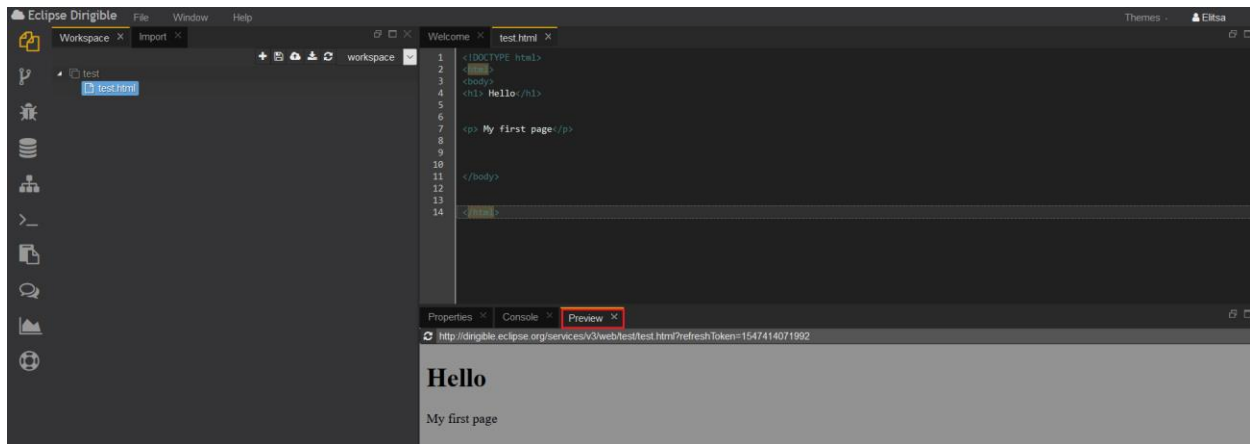 Eclipse Dirigible File Window Help Themes Elitsa
Workspace × Import × Welcome × test.html ×
workspace
test
test.html
1 <!DOCTYPE html>
2 <html>
3 <body>
4 <h1> Hello</h1>
5
6
7 <p> My first page</p>
8
9
10
11 </body>
12
13
14 </html>
Properties × Console × Preview ×
http://dirigible.eclipse.org/services/v3/web/test/test.html?refreshToken=1547414071992
Hello
My first page